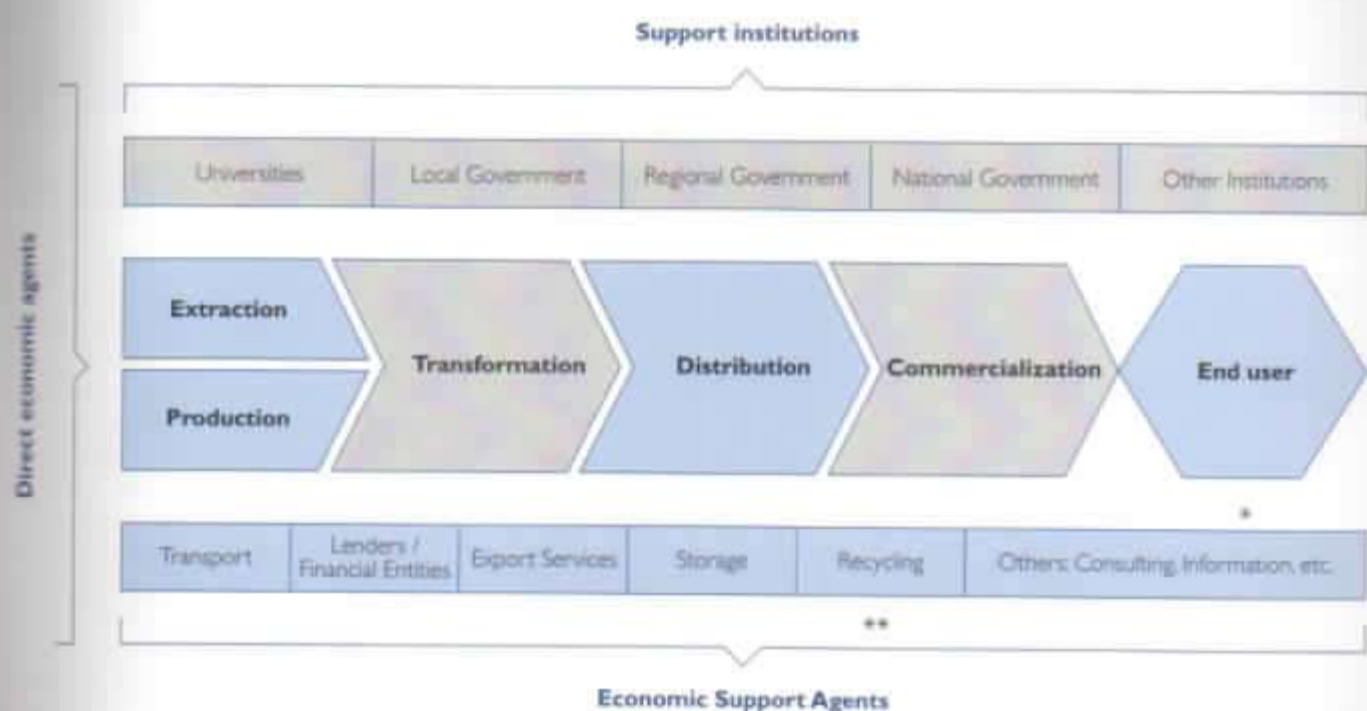 Support institutions
Universities
Local Government
Regional Government
National Government
Other Institutions
Direct economic agents
Extraction
Production
Transformation
Distribution
Commercialization
End user
*
Transport
Lenders /
Financial Entities
Export Services
Storage
Recycling
Others: Consulting, Information, etc.
**
Economic Support Agents